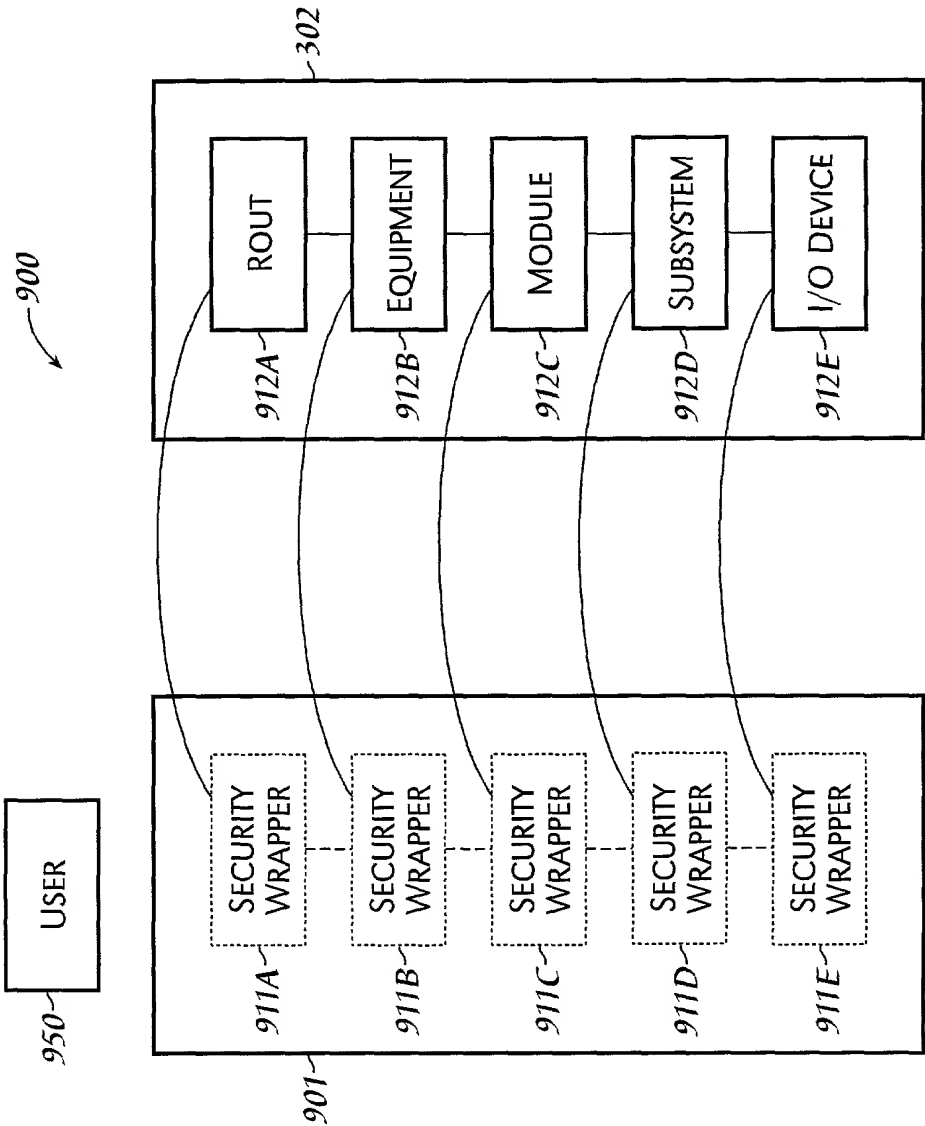 900
USER
950
901
302
SECURITY
WRAPPER
911A
SECURITY
WRAPPER
911B
SECURITY
WRAPPER
911C
SECURITY
WRAPPER
911D
SECURITY
WRAPPER
911E
ROUT
912A
EQUIPMENT
912B
MODULE
912C
SUBSYSTEM
912D
I/O DEVICE
912E